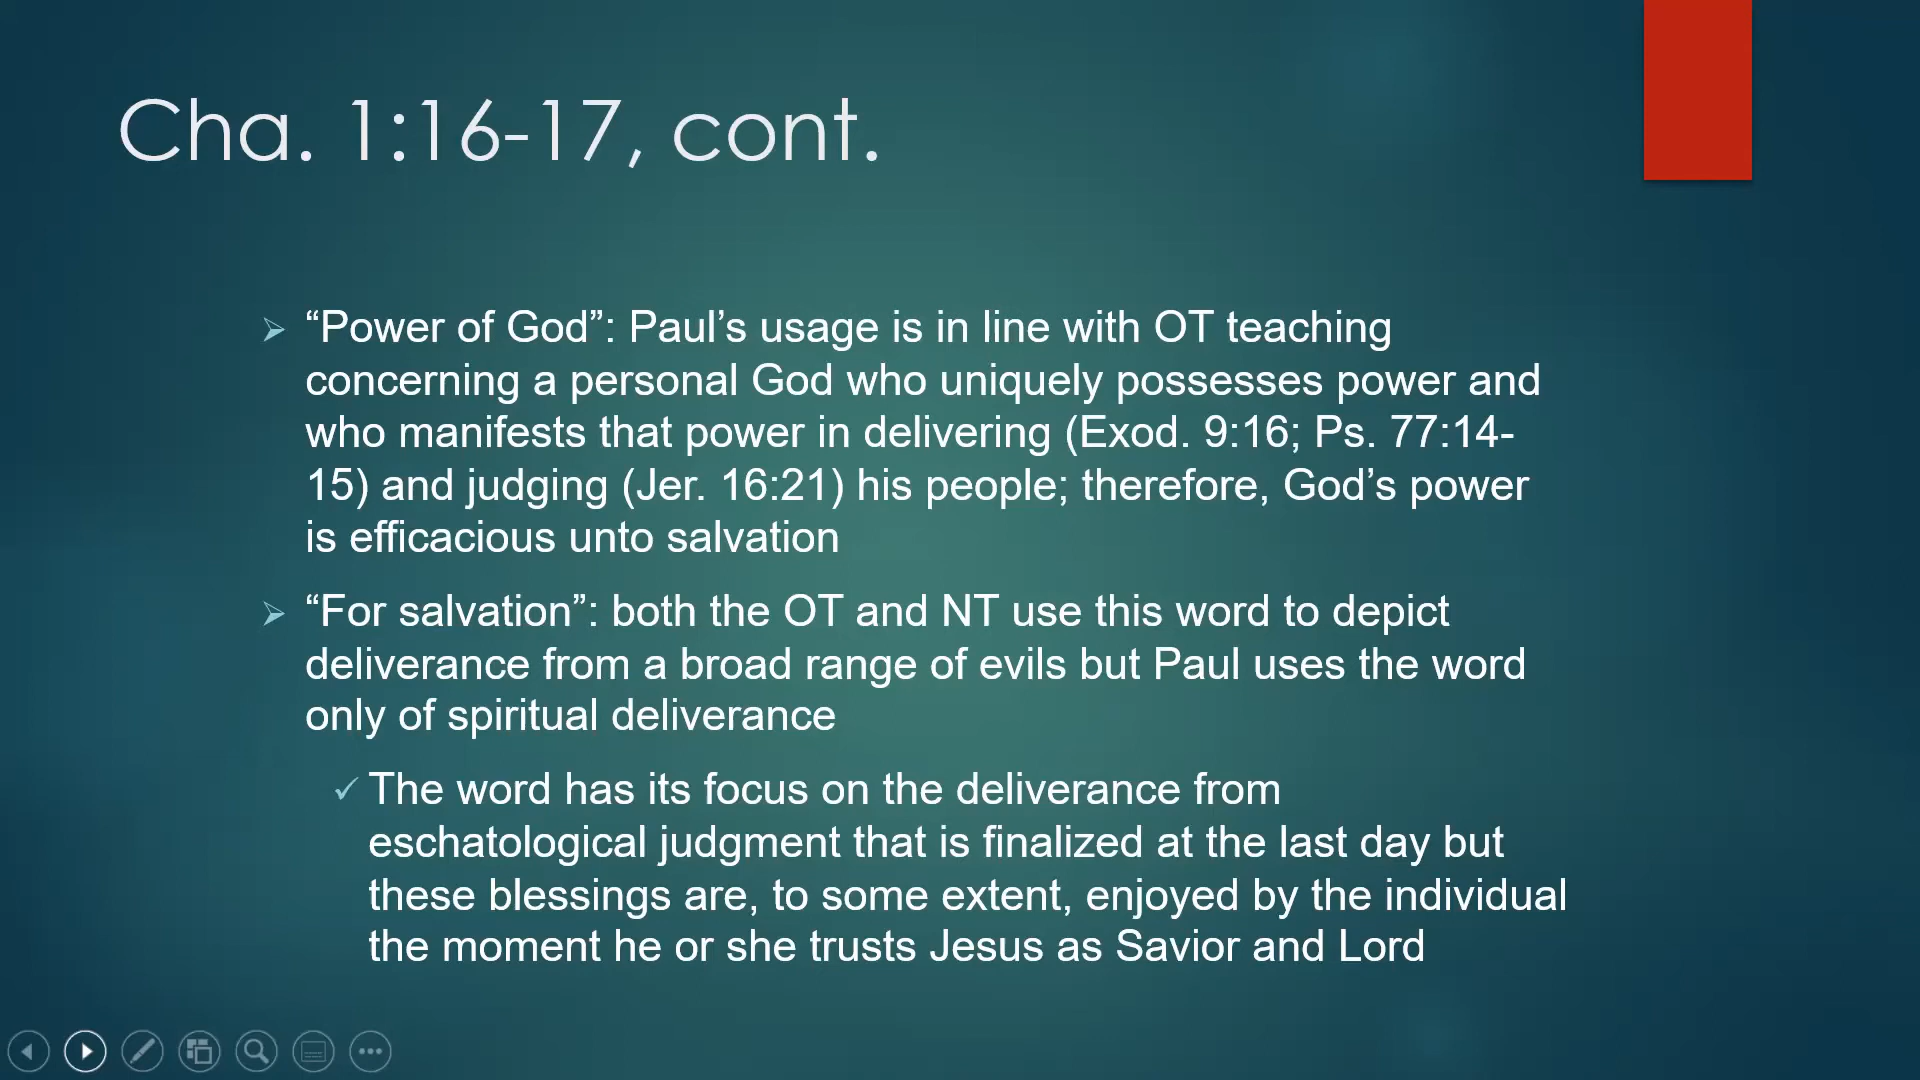 Cha. 1:16-17, cont.
“Power of God”: Paul’s usage is in line with OT teaching
concerning a personal God who uniquely possesses power and
who manifests that power in delivering (Exod. 9:16; Ps. 77:14-
15) and judging (Jer. 16:21) his people; therefore, God’s power
is efficacious unto salvation
“For salvation”: both the OT and NT use this word to depict
deliverance from a broad range of evils but Paul uses the word
only of spiritual deliverance
The word has its focus on the deliverance from
eschatological judgment that is finalized at the last day but
these blessings are, to some extent, enjoyed by the individual
the moment he or she trusts Jesus as Savior and Lord